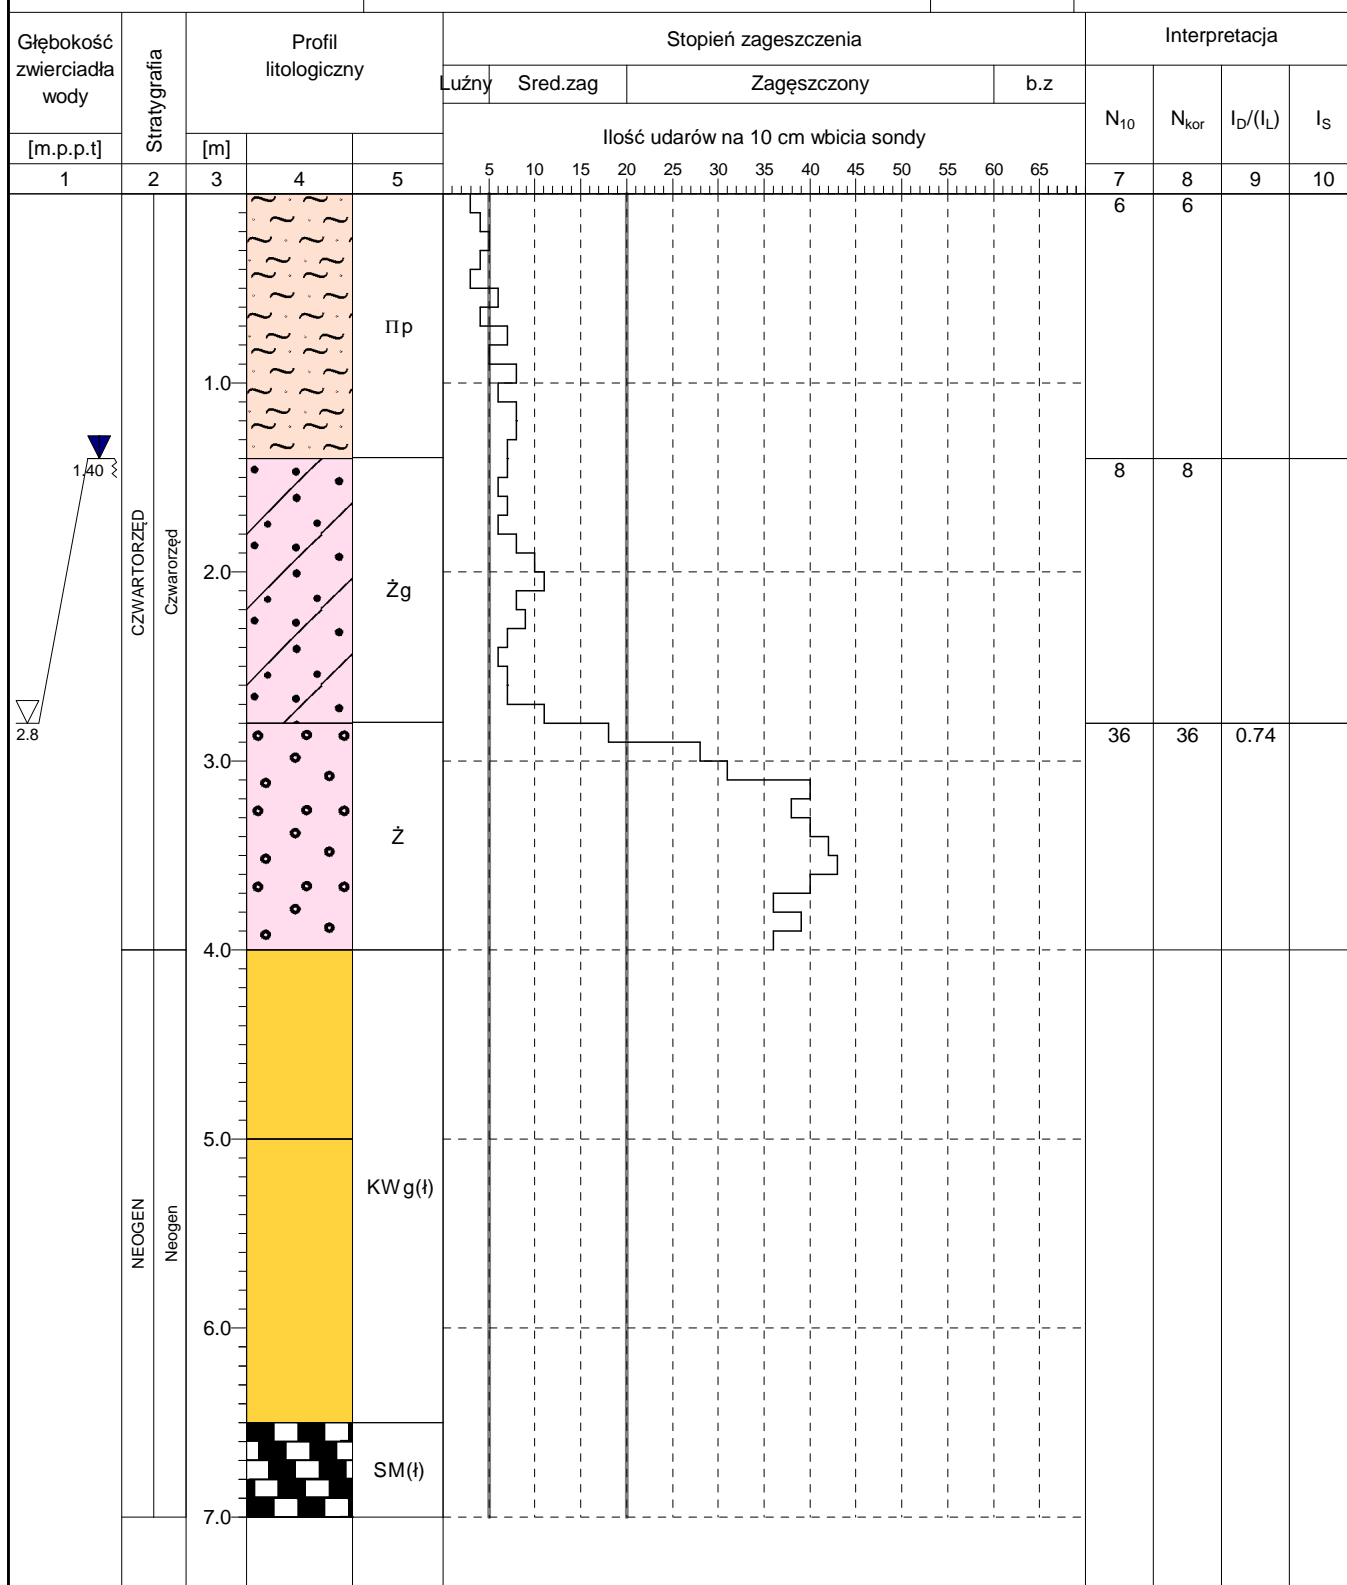 Głębokość
zwierciadła
wody
[m.p.p.t]
Stratygrafia
Profil
litologiczny
[m]
Stopień zageszczenia
Luźny Sred.zag Zagęszczony b.z
Ilość udarów na 10 cm wbicia sondy
5 10 15 20 25 30 35 40 45 50 55 60 65
Interpretacja
N10 Nkor ID/(IL) IS
1 2 3 4 5 7 8 9 10
6 6
Πp
1.0
1.40
8 8
CZWARTORZĘD
Czwarorzęd
2.0
Żg
2.8
36 36 0.74
3.0
Ż
4.0
5.0
KWg(ł)
NEOGEN
Neogen
6.0
SM(ł)
7.0